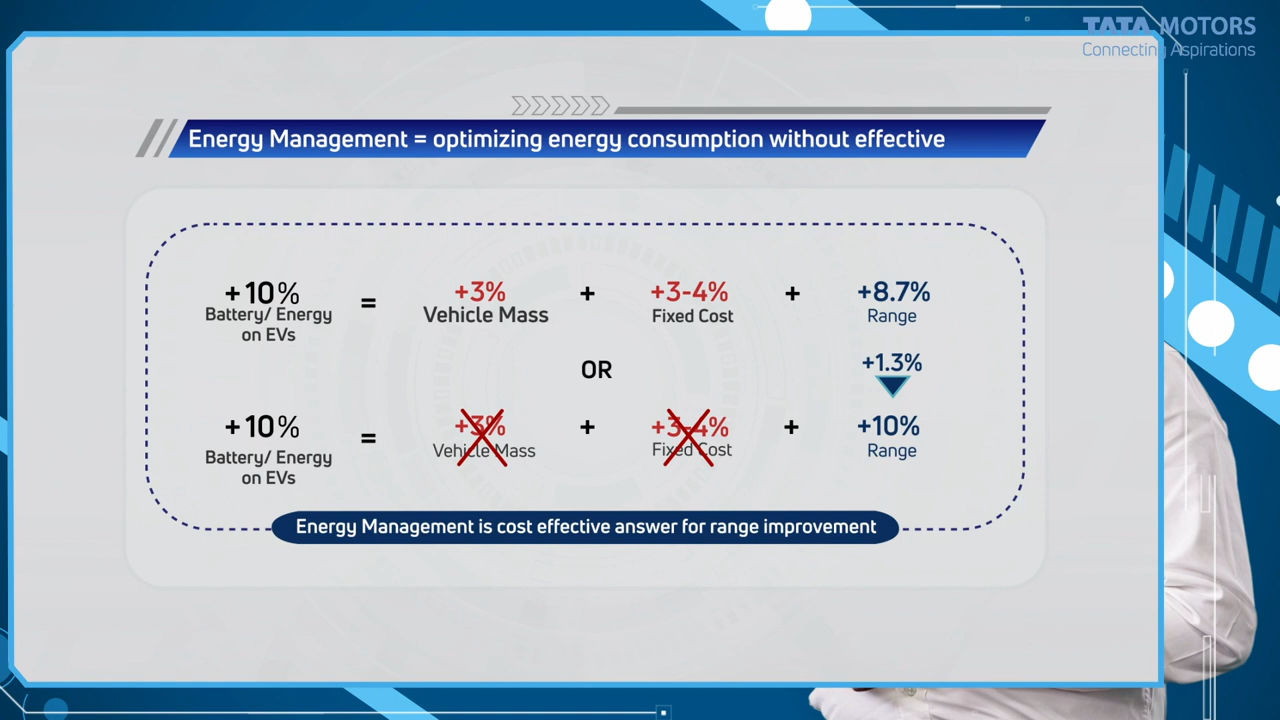 TATA MOTORS
Connecting Aspirations
Energy Management = optimizing energy consumption without effective
+10% = +3% + +3-4% + +8.7%
Battery/ Energy Vehicle Mass Fixed Cost Range
on EVs
OR +1.3%
+10% = +3% + +3-4% + +10%
Battery/ Energy Vehicle Mass Fixed Cost Range
on EVs
Energy Management is cost effective answer for range improvement